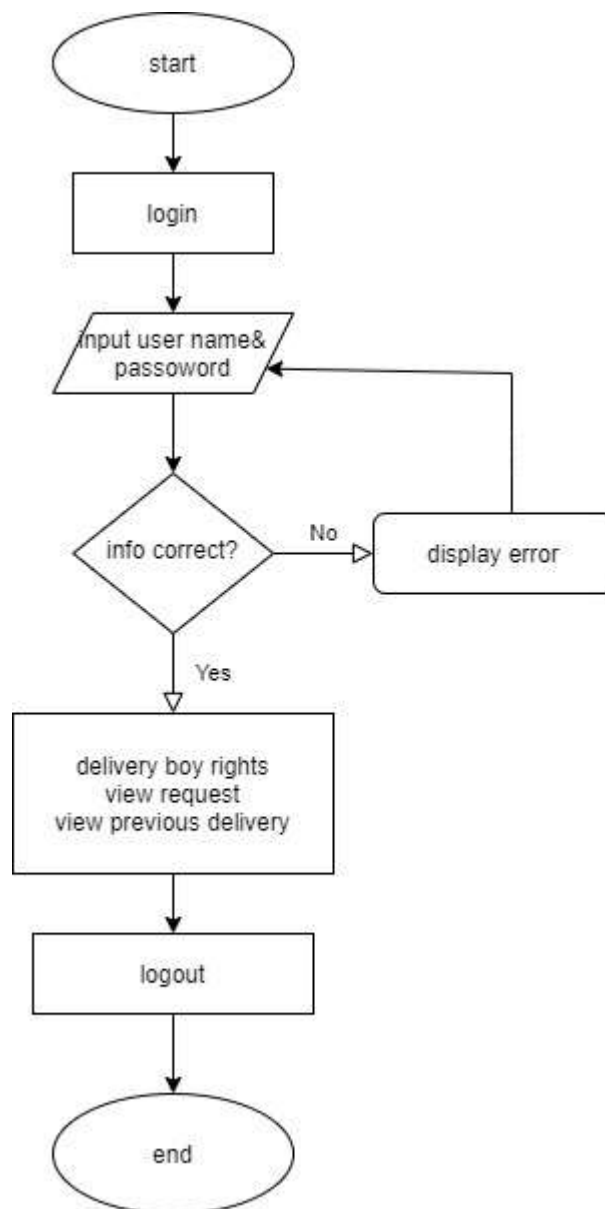 start
login
input user name&
passoword
info correct?
No
display error
Yes
delivery boy rights
view request
view previous delivery
logout
end